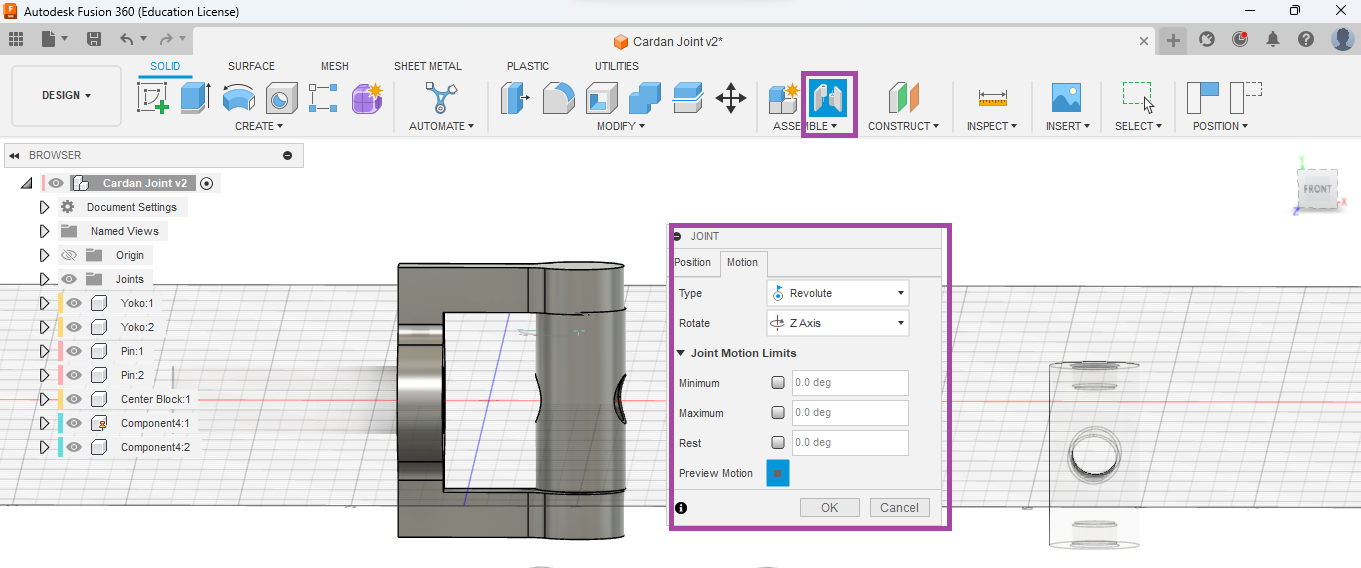 Autodesk Fusion 360 (Education License)
Cardan Joint v2*
SOLID SURFACE MESH SHEET METAL PLASTIC UTILITIES
DESIGN
CREATE AUTOMATE MODIFY ASSEMBLE CONSTRUCT INSPECT INSERT SELECT POSITION
BROWSER
Cardan Joint v2
Document Settings
Named Views
Origin
Joints
Yoko:1
Yoko:2
Pin:1
Pin:2
Center Block:1
Component4:1
Component4:2
JOINT
Position Motion
Type Revolute
Rotate Z Axis
Joint Motion Limits
Minimum 0.0 deg
Maximum 0.0 deg
Rest 0.0 deg
Preview Motion
OK Cancel
Y
FRONT
X
Z